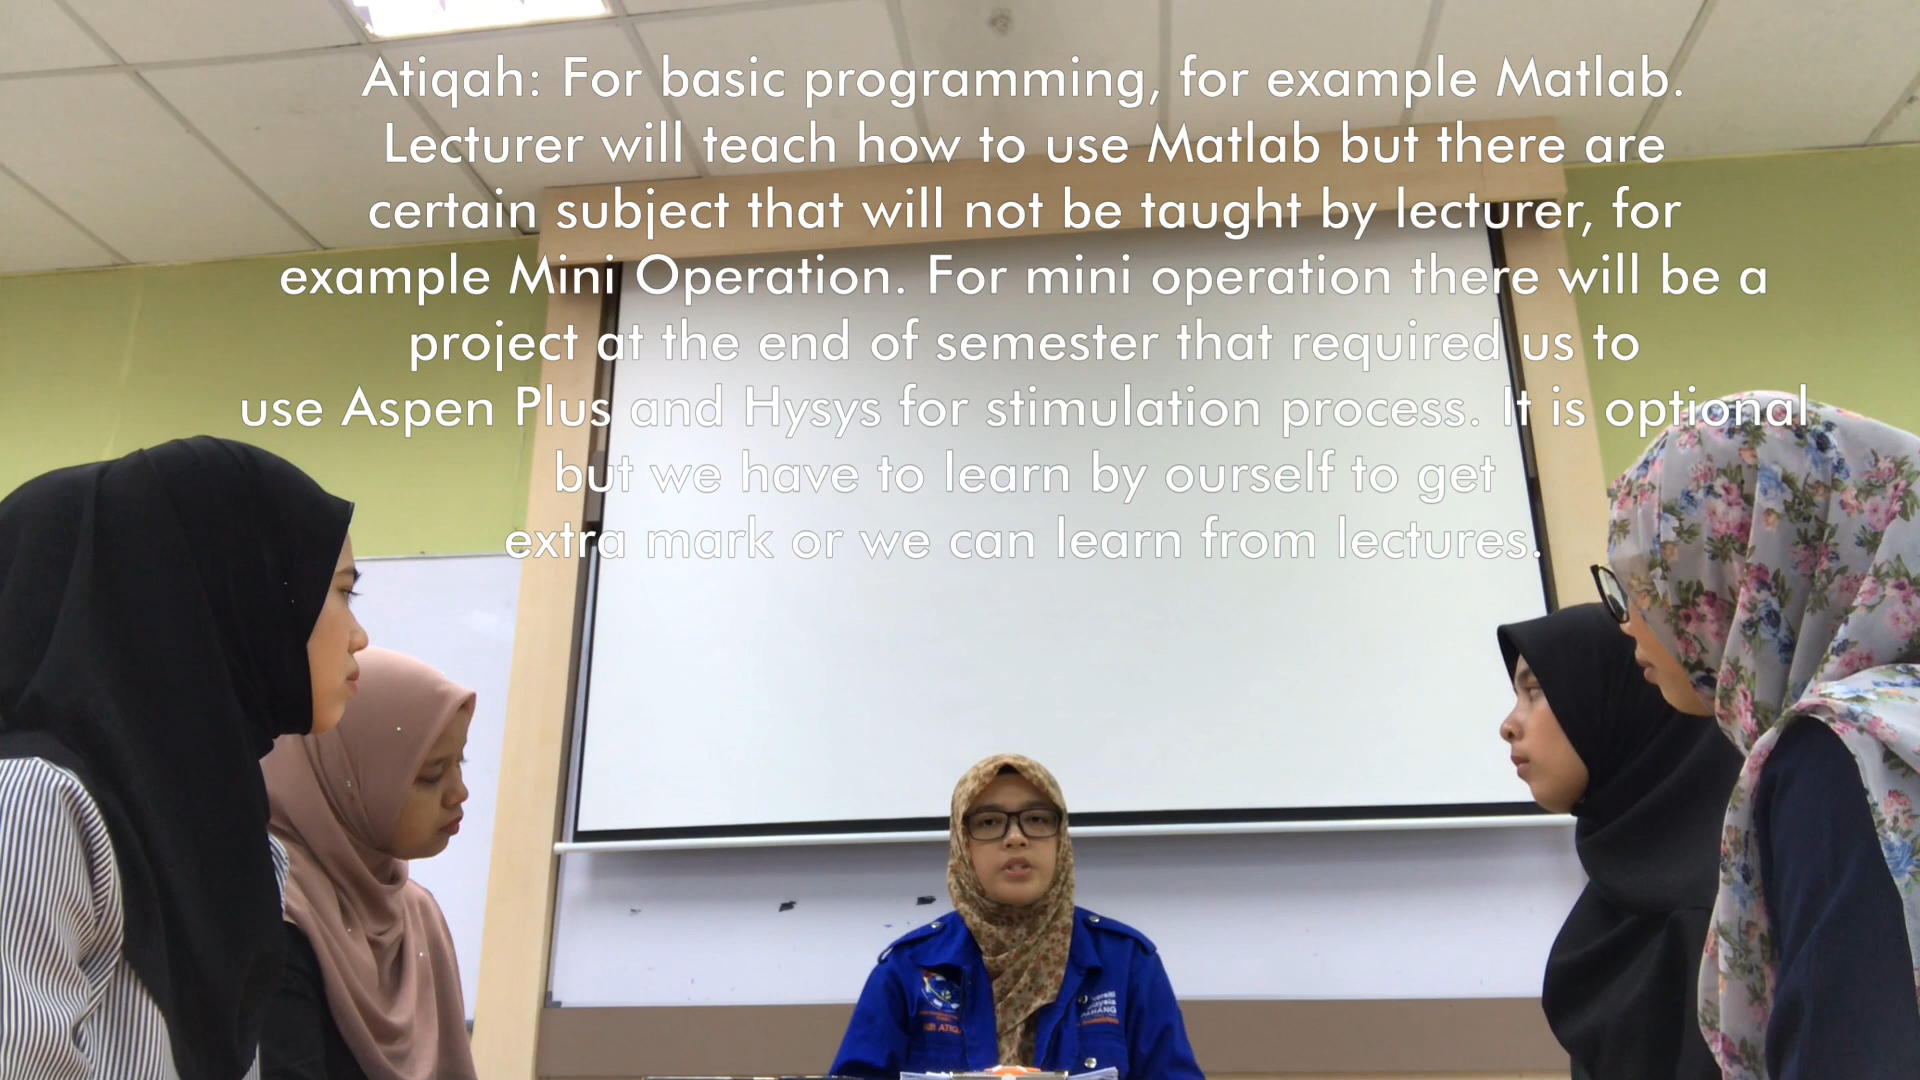 Atiqah: For basic programming, for example Matlab.
Lecturer will teach how to use Matlab but there are
certain subject that will not be taught by lecturer, for
example Mini Operation. For mini operation there will be a
project at the end of semester that required us to
use Aspen Plus and Hysys for stimulation process. It is optional
but we have to learn by ourself to get
extra mark or we can learn from lectures.